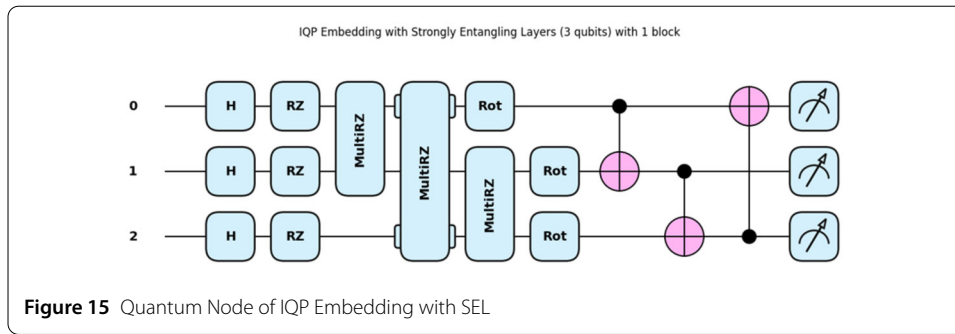 IQP Embedding with Strongly Entangling Layers (3 qubits) with 1 block
0 H RZ MultiRZ MultiRZ Rot
1 H RZ MultiRZ Rot
2 H RZ Rot
Figure 15 Quantum Node of IQP Embedding with SEL